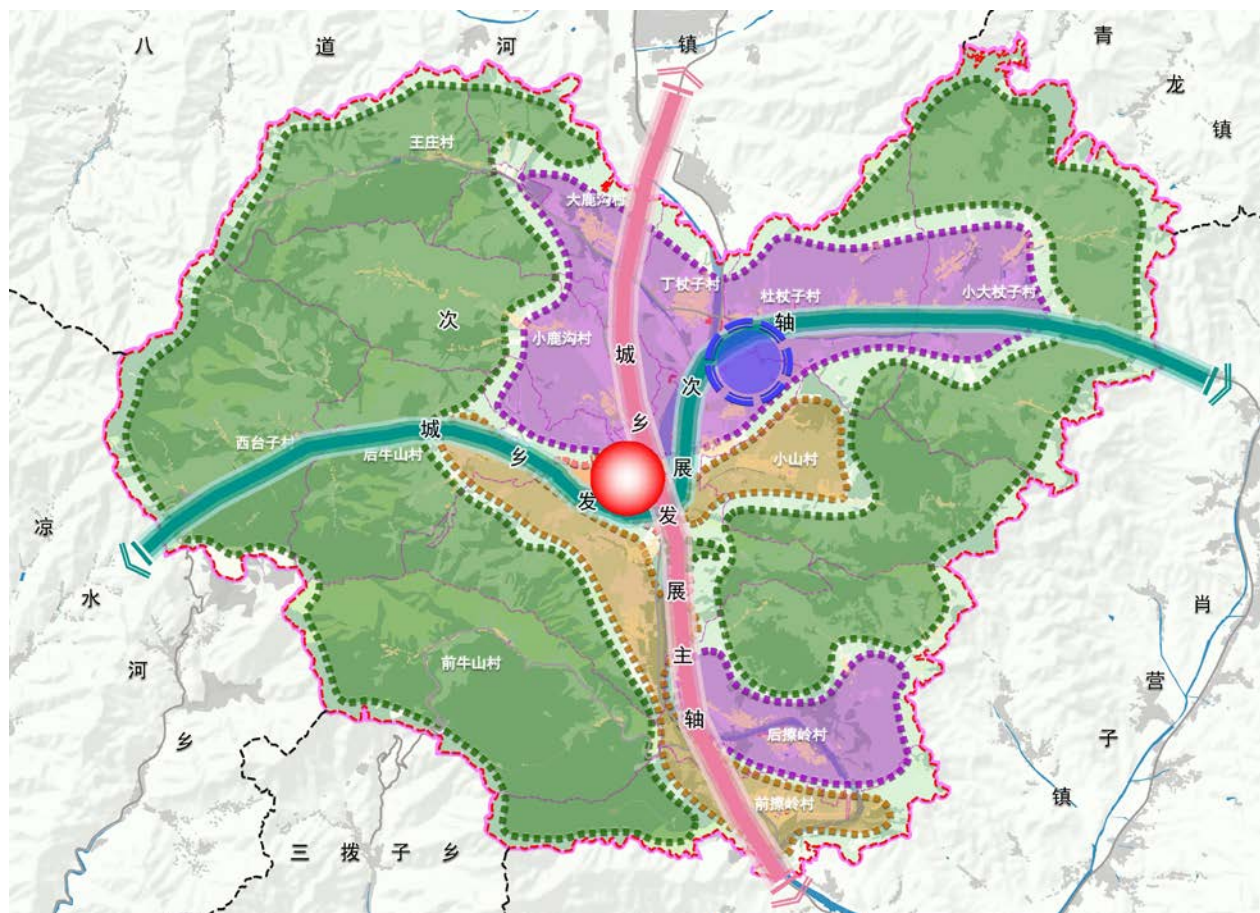 八道河镇
青龙镇
凉水河乡
三拨子乡
肖营子镇
王庄村
大鹿沟村
丁杖子村
杜杖子村
小大杖子村
小鹿沟村
西台子村
后牛山村
小山村
前牛山村
后擦岭村
前擦岭村
城乡发展主轴
城乡发展次轴
次